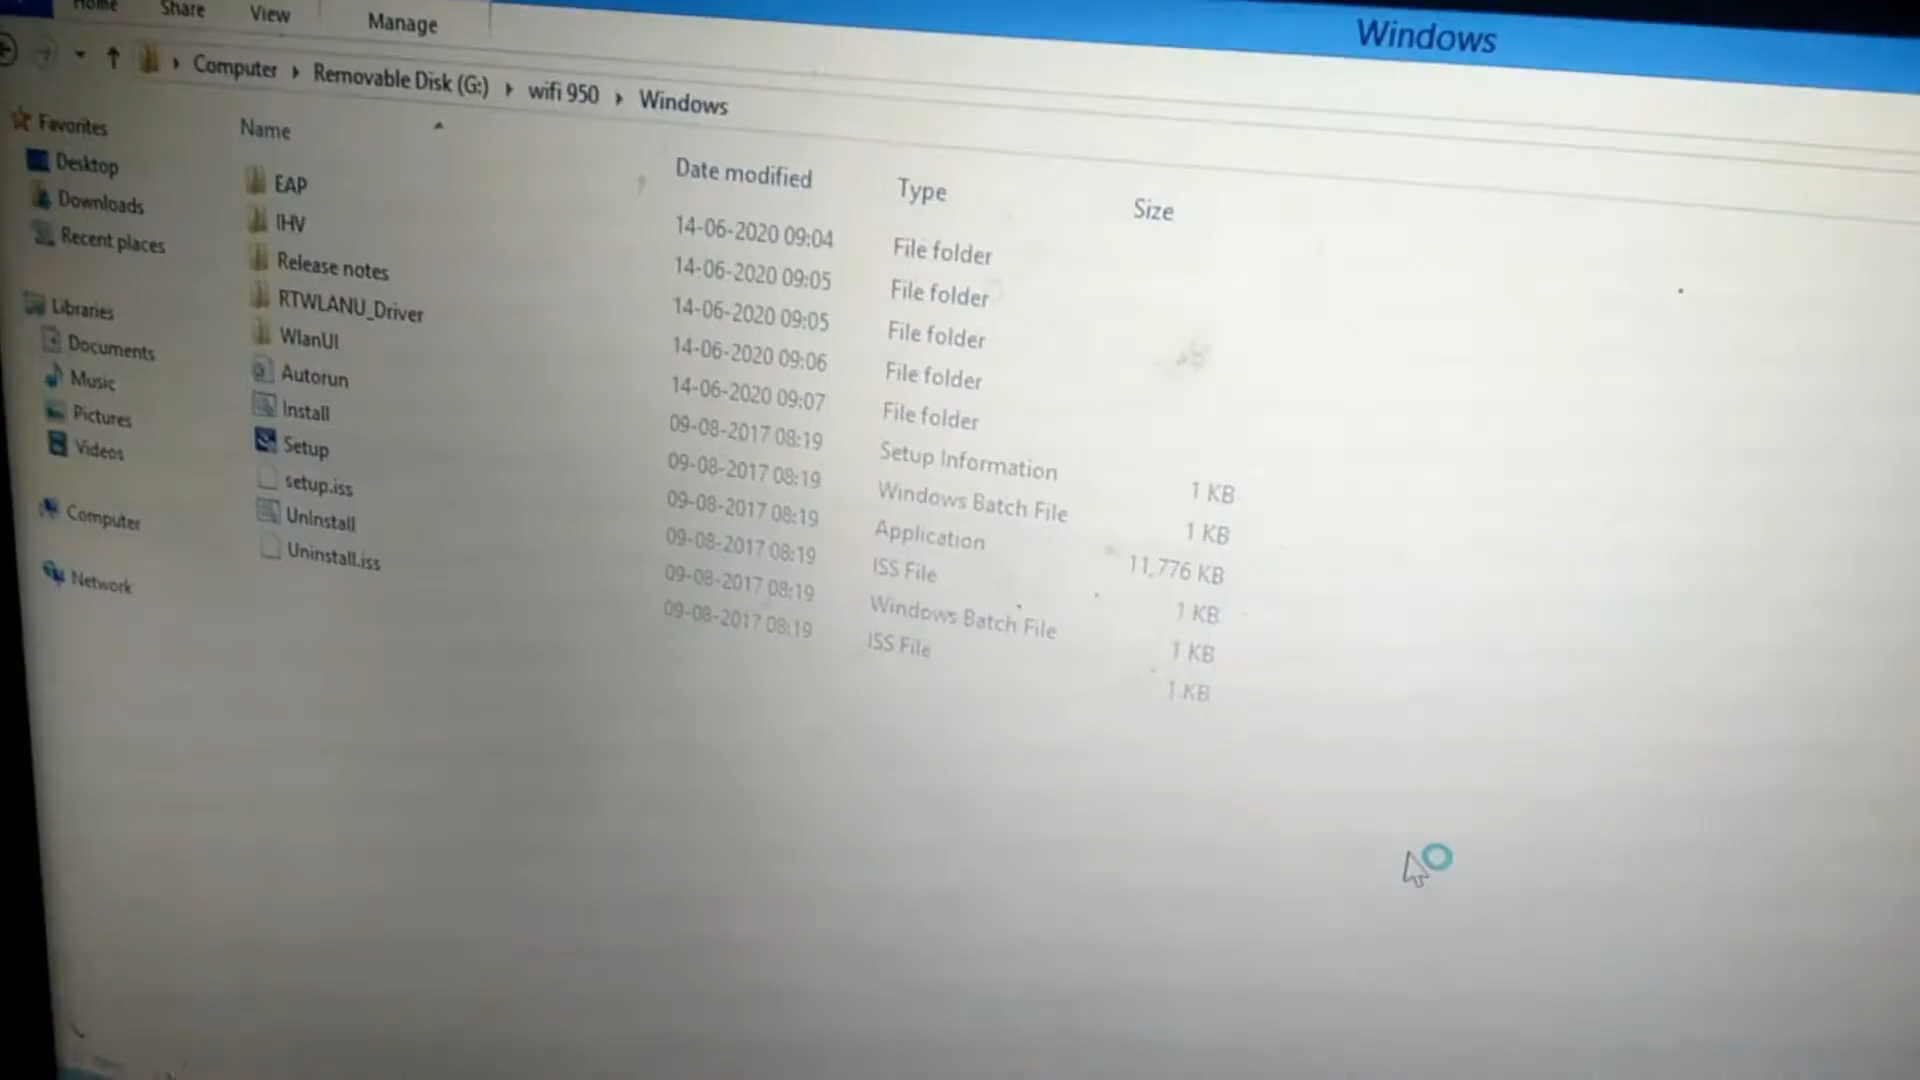 Windows
Home Share View Manage
Computer Removable Disk (G:) wifi 950 Windows
Favorites
Desktop
Downloads
Recent places
Libraries
Documents
Music
Pictures
Videos
Computer
Network
Name Date modified Type Size
EAP 14-06-2020 09:04 File folder
IHV 14-06-2020 09:05 File folder
Release notes 14-06-2020 09:05 File folder
RTWLANU_Driver 14-06-2020 09:06 File folder
WlanUI 14-06-2020 09:07 File folder
Autorun 09-08-2017 08:19 Setup Information 1 KB
Install 09-08-2017 08:19 Windows Batch File 1 KB
Setup 09-08-2017 08:19 Application 11,776 KB
setup.iss 09-08-2017 08:19 ISS File 1 KB
UnInstall 09-08-2017 08:19 Windows Batch File 1 KB
Uninstall.iss 09-08-2017 08:19 ISS File 1 KB